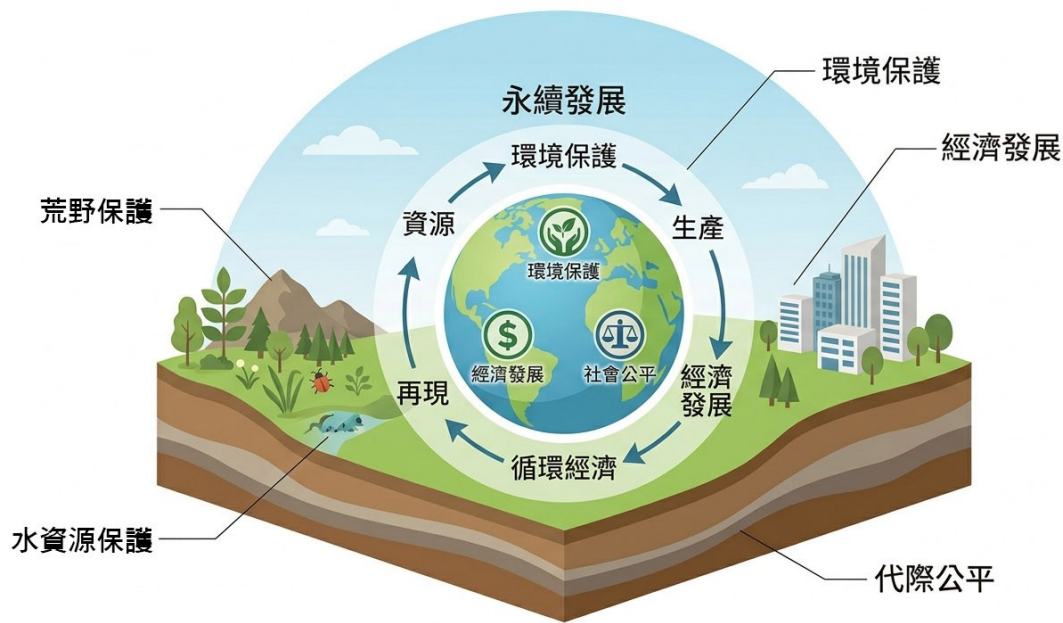 永續發展
環境保護
生產
經濟
發展
循環經濟
再現
資源
環境保護
經濟發展
社會公平
環境保護
經濟發展
荒野保護
水資源保護
代際公平